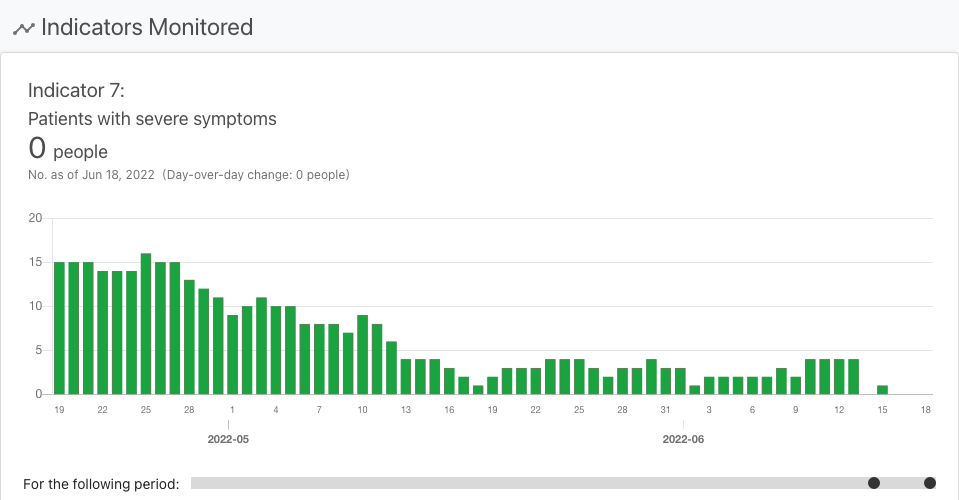 Indicators Monitored
Indicator 7:
Patients with severe symptoms
0 people
No. as of Jun 18, 2022 (Day-over-day change: 0 people)
20
15
10
5
0
19 22 25 28 1 4 7 10 13 16 19 22 25 28 31 3 6 9 12 15 18
2022-05 2022-06
For the following period: